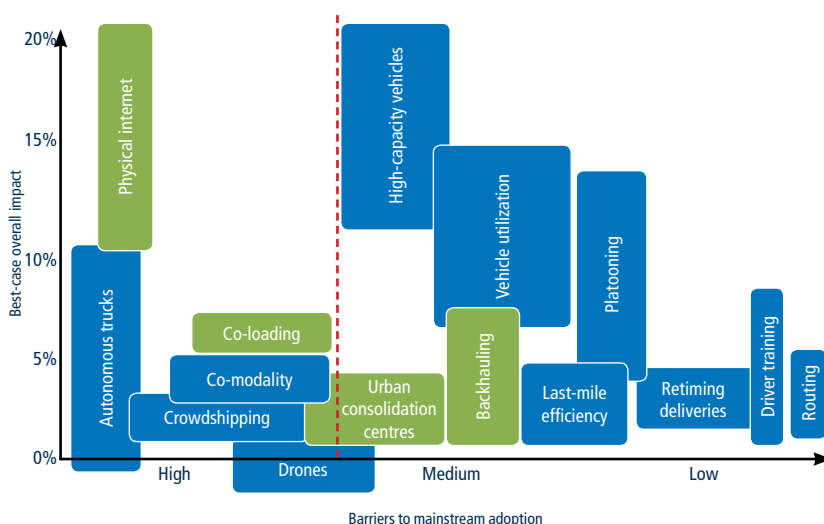 20%
15%
10%
5%
0%
Best-case overall impact
Physical internet
Autonomous trucks
Co-loading
Co-modality
Crowdshipping
Drones
High-capacity vehicles
Vehicle utilization
Platooning
Urban
consolidation
centres
Backhauling
Last-mile
efficiency
Retiming
deliveries
Driver training
Routing
High
Medium
Low
Barriers to mainstream adoption